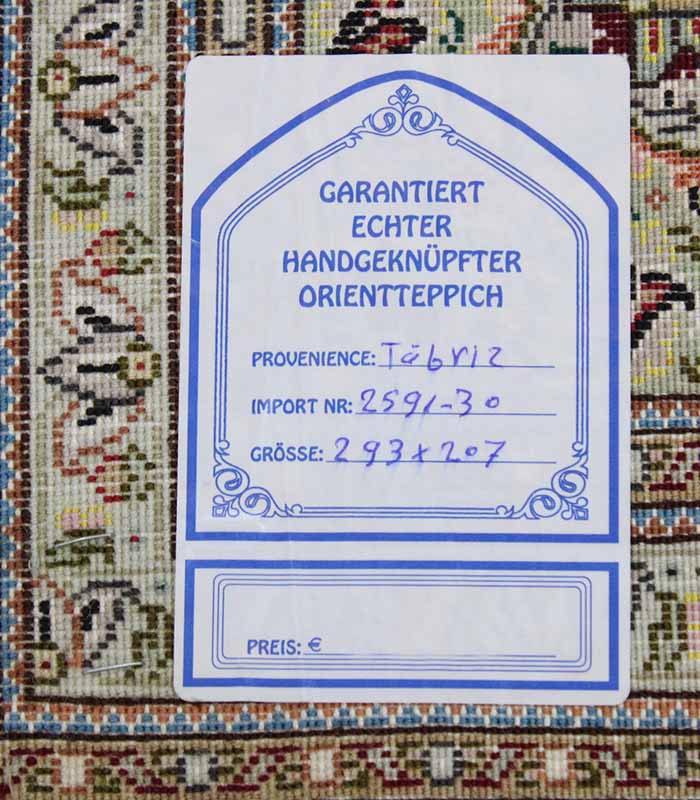 GARANTIERT
ECHTER
HANDGEKNÜPFTER
ORIENTTEPPICH
PROVENIENCE: Täbriz
IMPORT NR: 2591-30
GRÖSSE: 293x207
PREIS: €